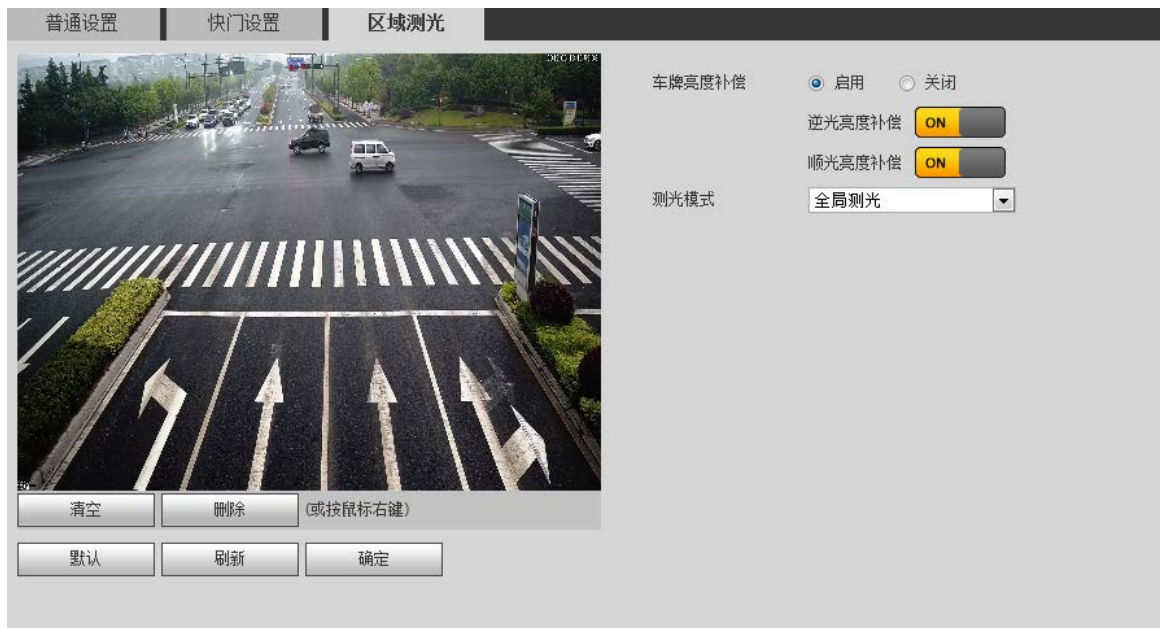 普通设置 快门设置 区域测光
车牌亮度补偿 启用 关闭
逆光亮度补偿 ON
顺光亮度补偿 ON
测光模式 全局测光
清空 删除 (或按鼠标右键)
默认 刷新 确定